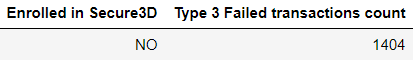 Enrolled in Secure3D Type 3 Failed transactions count
NO 1404